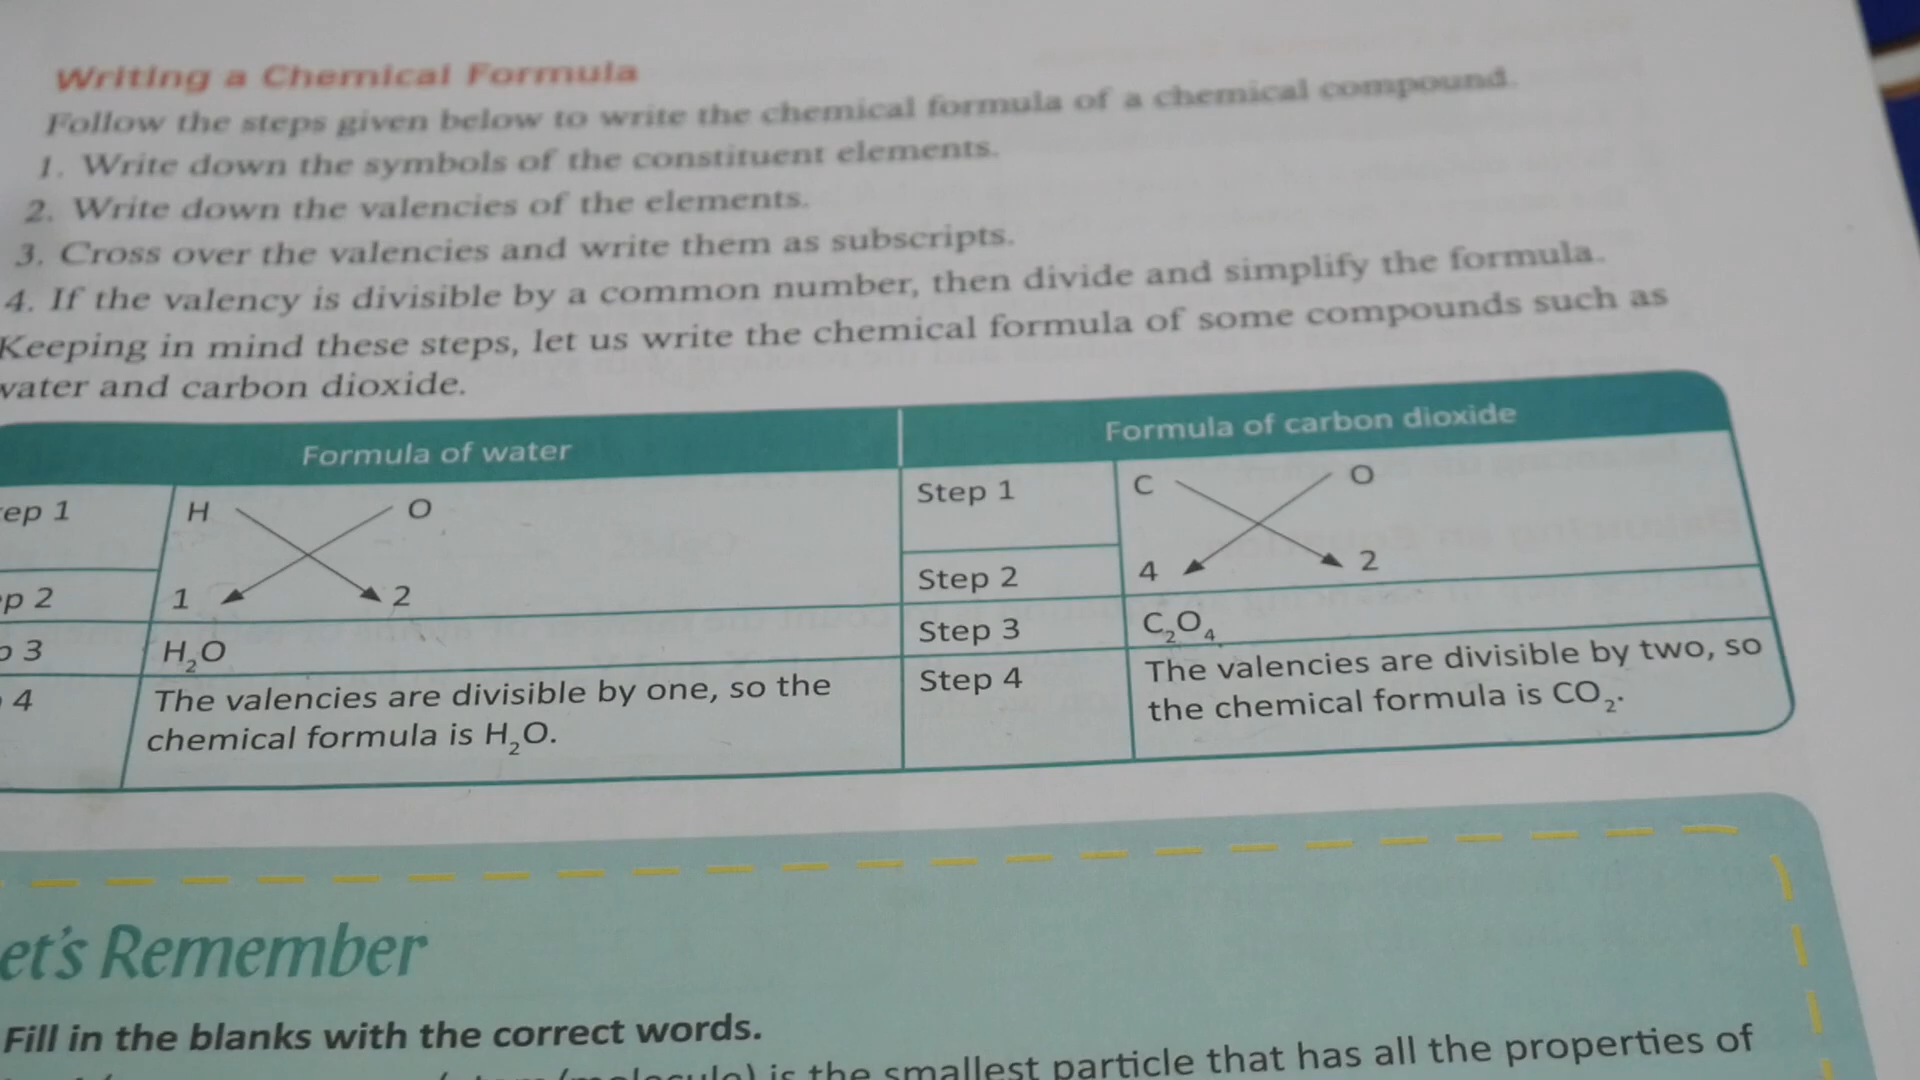 Writing a Chemical Formula
Follow the steps given below to write the chemical formula of a chemical compound.
1. Write down the symbols of the constituent elements.
2. Write down the valencies of the elements.
3. Cross over the valencies and write them as subscripts.
4. If the valency is divisible by a common number, then divide and simplify the formula.
Keeping in mind these steps, let us write the chemical formula of some compounds such as
water and carbon dioxide.
Formula of water
ep 1 H O
p 2 1 2
3 H₂O
4 The valencies are divisible by one, so the
chemical formula is H₂O.
Formula of carbon dioxide
Step 1 C O
Step 2 4 2
Step 3 C₂O₄
Step 4 The valencies are divisible by two, so
the chemical formula is CO₂.
et's Remember
Fill in the blanks with the correct words.
is the smallest particle that has all the properties of